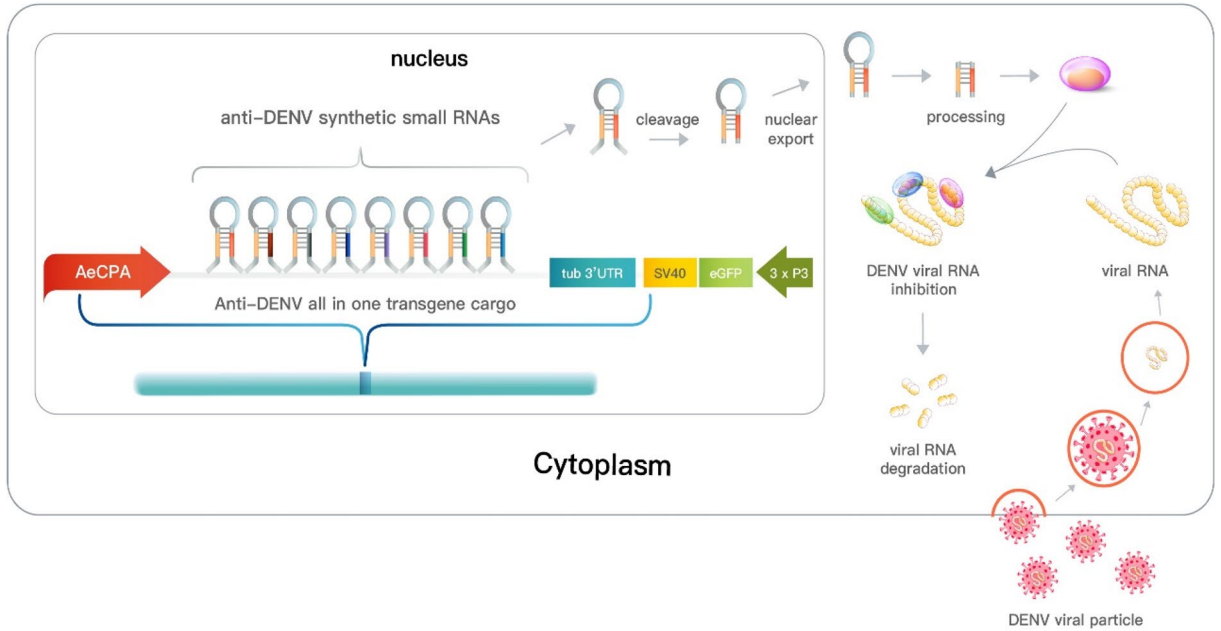 nucleus
anti-DENV synthetic small RNAs
cleavage
nuclear
export
processing
AeCPA
tub 3'UTR
SV40
eGFP
3 x P3
Anti-DENV all in one transgene cargo
DENV viral RNA
inhibition
viral RNA
viral RNA
degradation
Cytoplasm
DENV viral particle